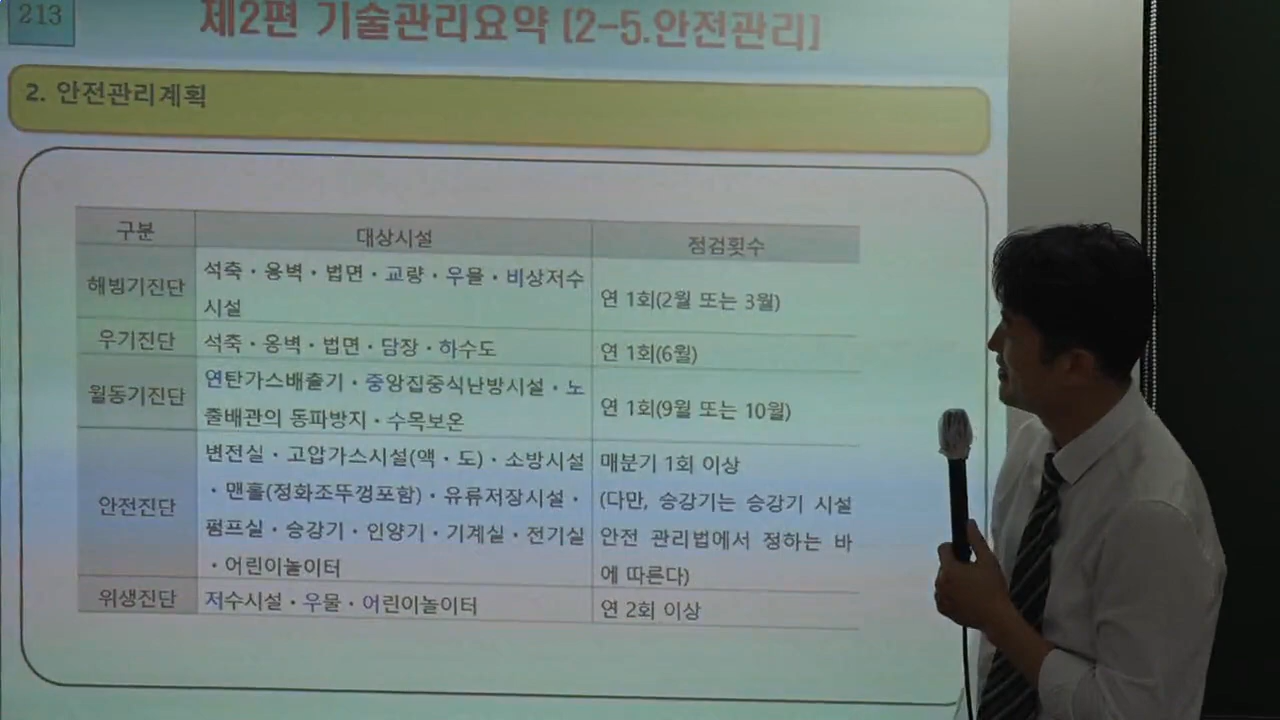 213
제2편 기술관리요약 [2-5.안전관리]
2. 안전관리계획
구분 대상시설 점검횟수
해빙기진단 석축・옹벽・법면・교량・우물・비상저수
시설 연 1회(2월 또는 3월)
우기진단 석축・옹벽・법면・담장・하수도 연 1회(6월)
월동기진단 연탄가스배출기・중앙집중식난방시설・노
출배관의 동파방지・수목보온 연 1회(9월 또는 10월)
안전진단 변전실・고압가스시설(액・도)・소방시설 매분기 1회 이상
・맨홀(정화조뚜껑포함)・유류저장시설・ (다만, 승강기는 승강기 시설
펌프실・승강기・인양기・기계실・전기실 안전 관리법에서 정하는 바
・어린이놀이터 에 따른다)
위생진단 저수시설・우물・어린이놀이터 연 2회 이상